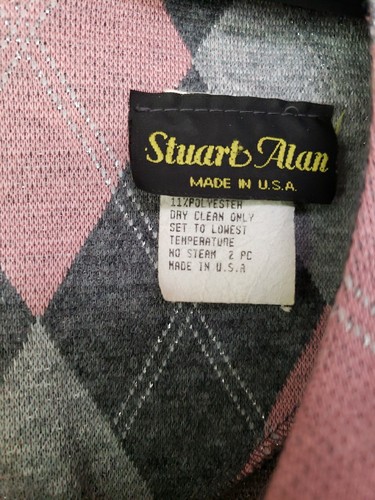 Stuart Alan
MADE IN U.S.A.
11%POLYESTER
DRY CLEAN ONLY
SET TO LOWEST
TEMPERATURE
NO STEAM 2 PC
MADE IN U.S.A